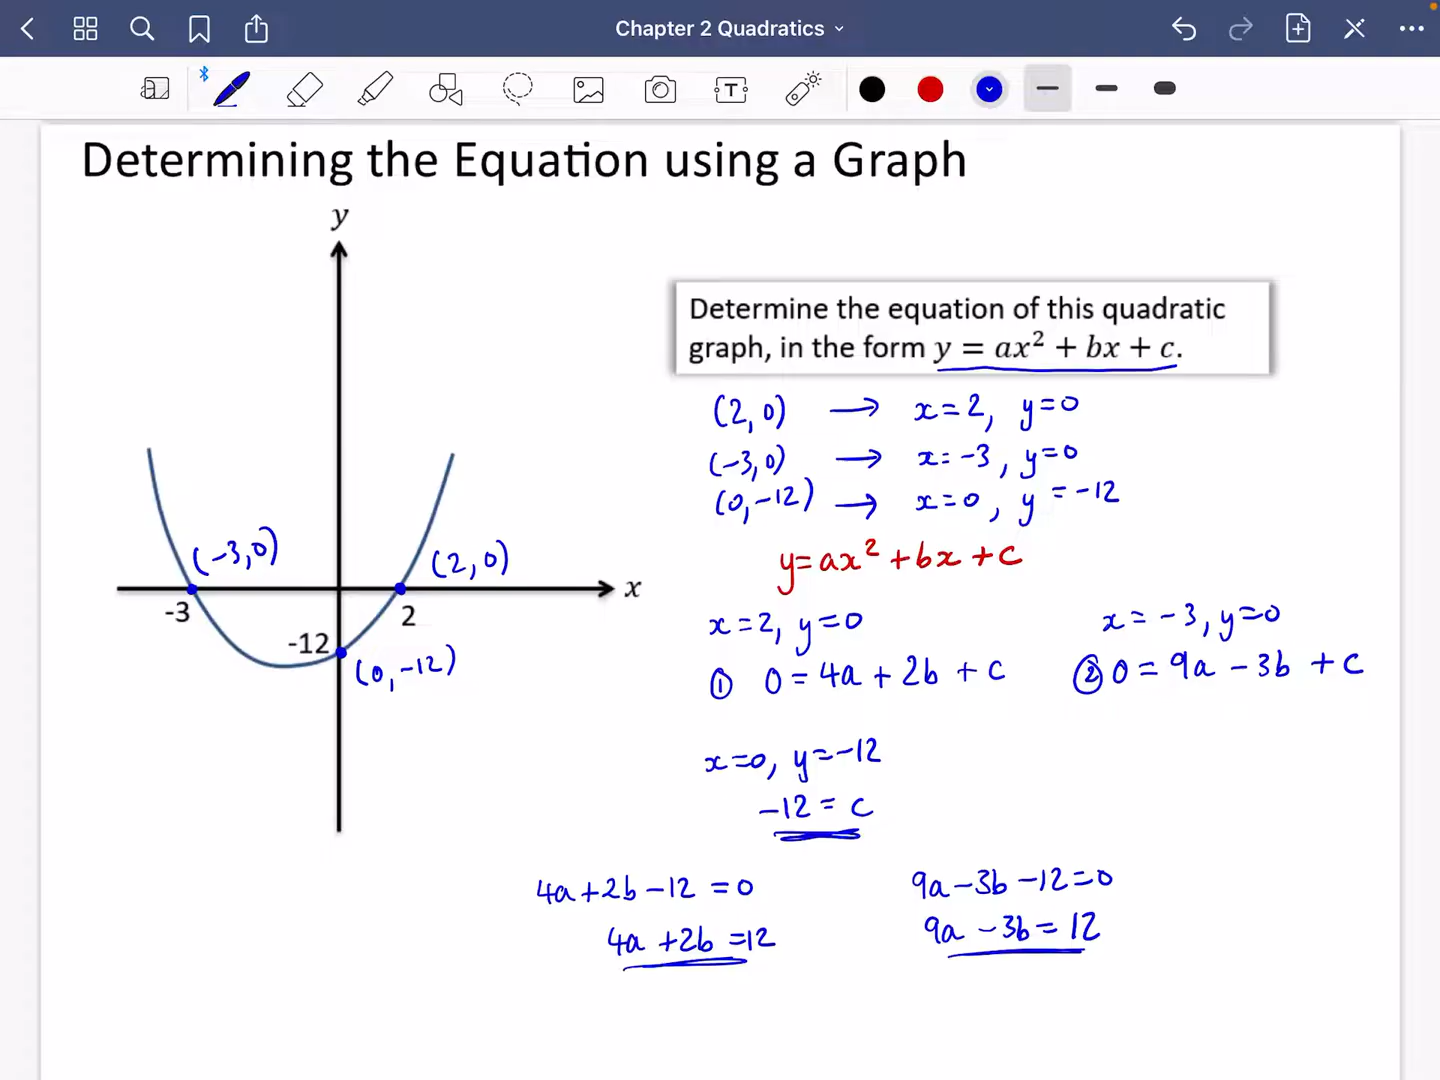 Chapter 2 Quadratics
T
Determining the Equation using a Graph
y
Determine the equation of this quadratic
graph, in the form y = ax² + bx + c.
(2, 0) → x = 2, y = 0
(-3, 0) → x = -3, y = 0
(0, -12) → x = 0, y = -12
y = ax² + bx + c
(-3, 0)
(2, 0)
x
-3
2
-12
(0, -12)
x = 2, y = 0
① 0 = 4a + 2b + c
x = -3, y = 0
② 0 = 9a - 3b + c
x = 0, y = -12
-12 = c
4a + 2b - 12 = 0
4a + 2b = 12
9a - 3b - 12 = 0
9a - 3b = 12